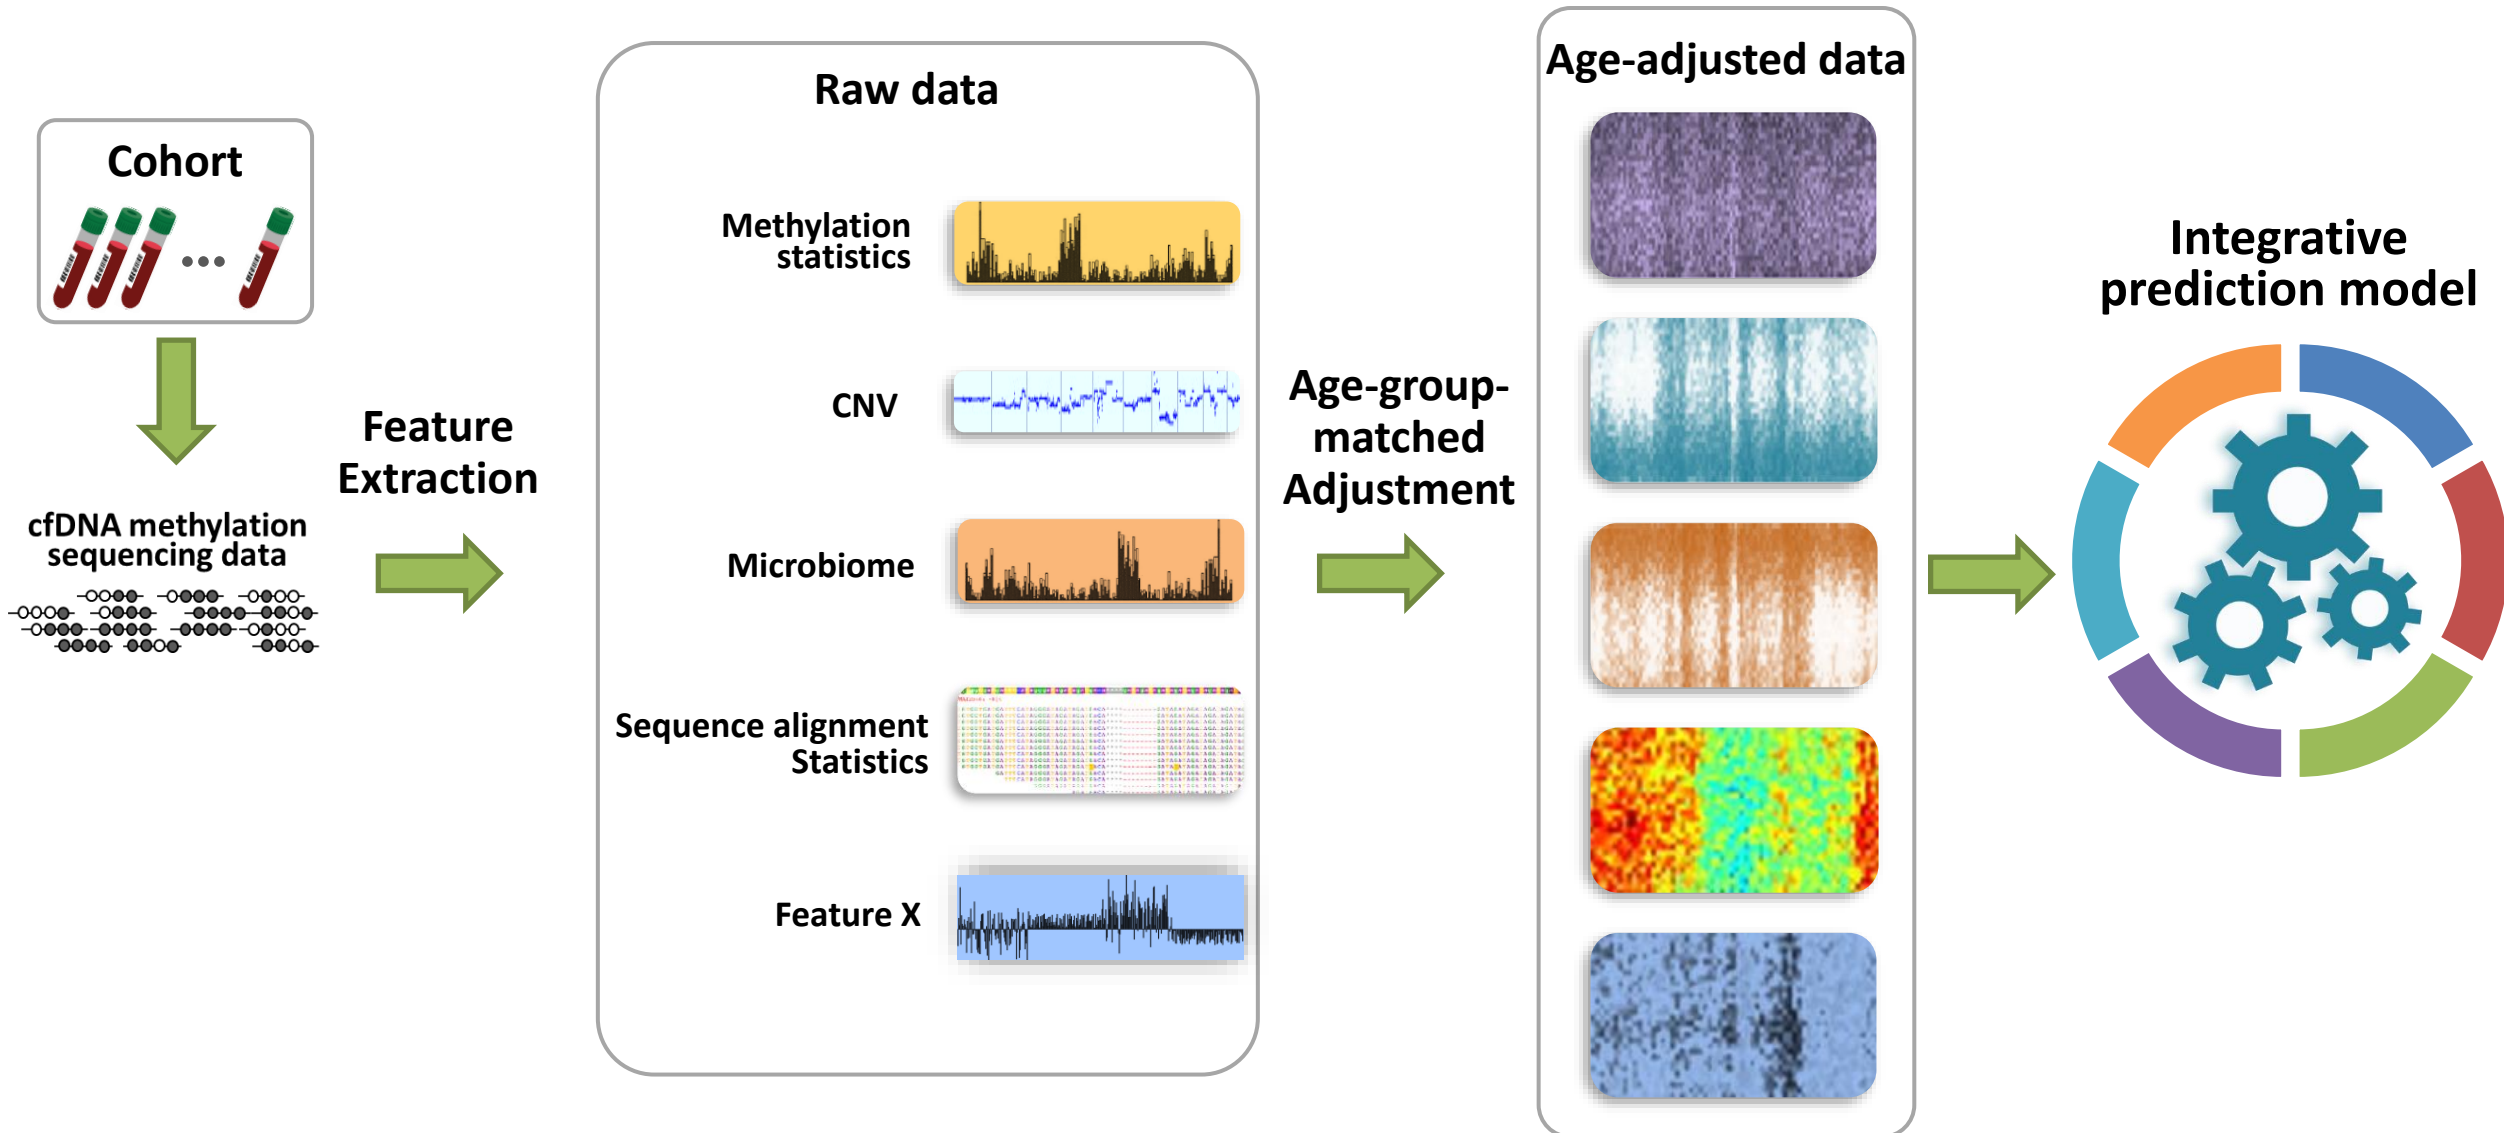 Cohort
cfDNA methylation
sequencing data
Feature
Extraction
Raw data
Methylation
statistics
CNV
Microbiome
Sequence alignment
Statistics
Feature X
Age-group-
matched
Adjustment
Age-adjusted data
Integrative
prediction model